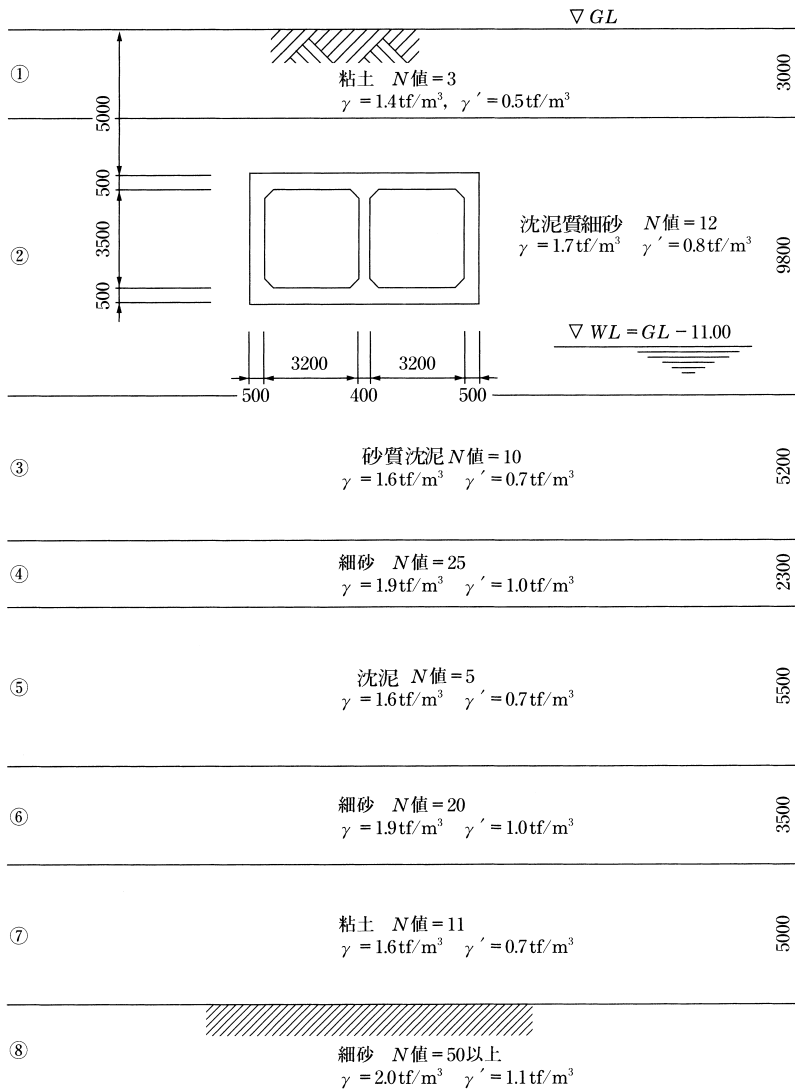 ▽ GL
①
粘土 N値=3
γ=1.4tf/m³, γ′=0.5tf/m³
3000
5000
500
3500
500
②
沈泥質細砂 N値=12
γ=1.7tf/m³ γ′=0.8tf/m³
9800
▽ WL=GL−11.00
3200
3200
500
400
500
③
砂質沈泥 N値=10
γ=1.6tf/m³ γ′=0.7tf/m³
5200
④
細砂 N値=25
γ=1.9tf/m³ γ′=1.0tf/m³
2300
⑤
沈泥 N値=5
γ=1.6tf/m³ γ′=0.7tf/m³
5500
⑥
細砂 N値=20
γ=1.9tf/m³ γ′=1.0tf/m³
3500
⑦
粘土 N値=11
γ=1.6tf/m³ γ′=0.7tf/m³
5000
⑧
細砂 N値=50以上
γ=2.0tf/m³ γ′=1.1tf/m³